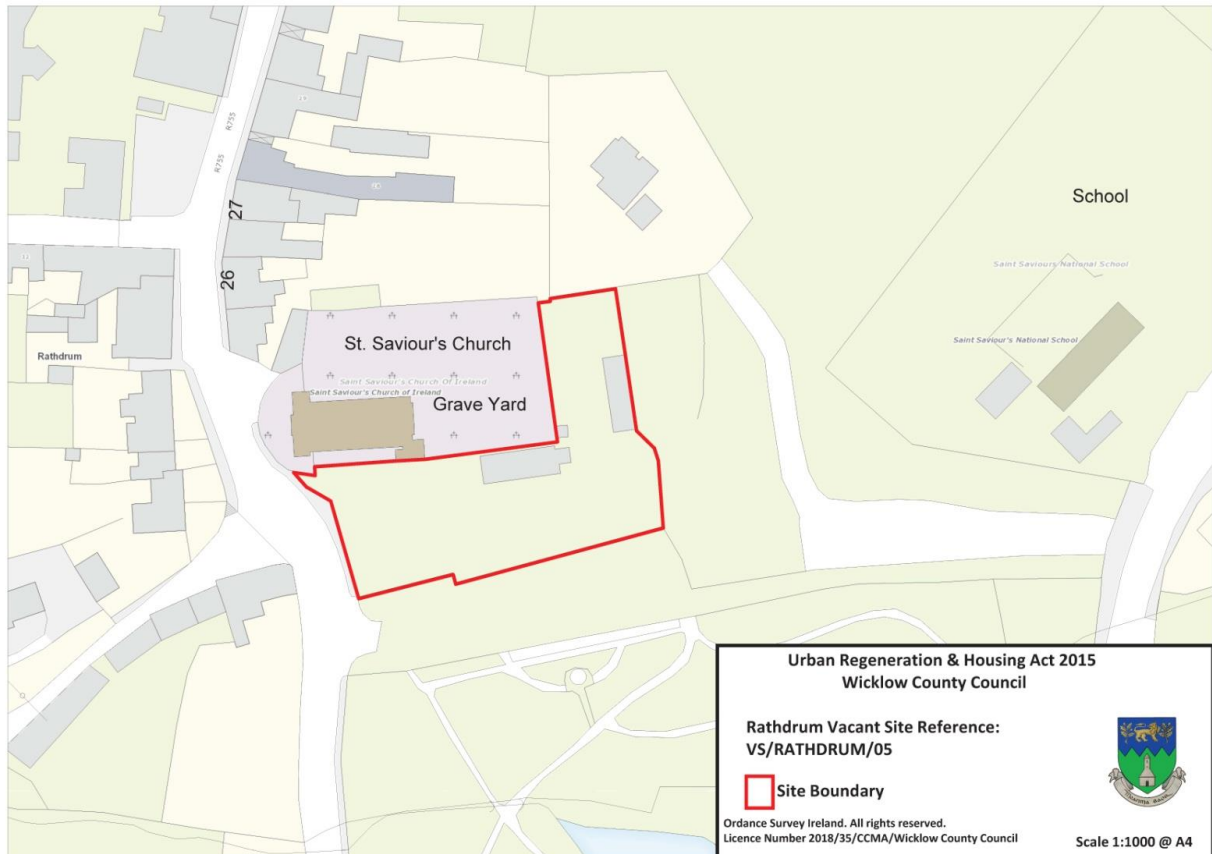 R755
R755
19
28
27
26
12
Rathdrum
School
Saint Saviours National School
Saint Saviour's National School
St. Saviour's Church
Saint Saviour's Church Of Ireland
Saint Saviour's Church of Ireland
Grave Yard
Urban Regeneration & Housing Act 2015
Wicklow County Council
Rathdrum Vacant Site Reference:
VS/RATHDRUM/05
Site Boundary
Ordance Survey Ireland. All rights reserved.
Licence Number 2018/35/CCMA/Wicklow County Council
Scale 1:1000 @ A4